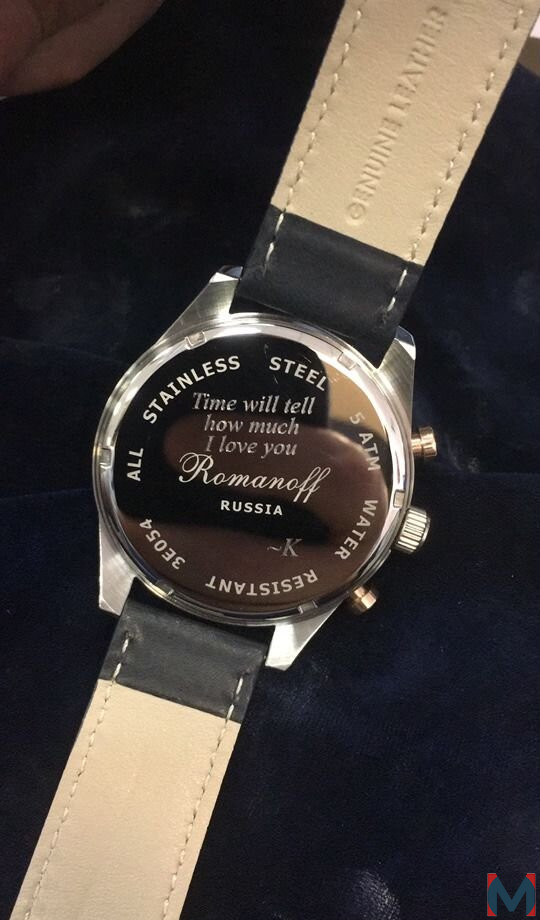 GENUINE LEATHER
ALL STAINLESS STEEL 5 ATM WATER RESISTANT 3E054
Time will tell
how much
I love you
Romanoff
RUSSIA
~K
M